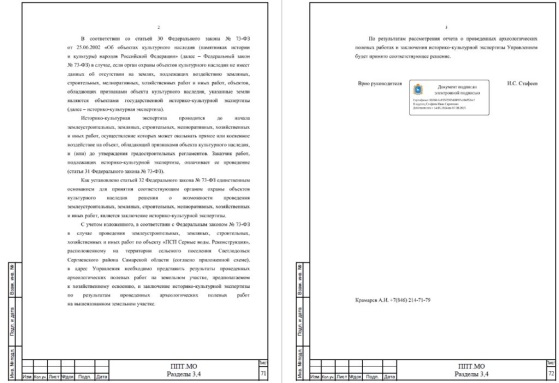 2
В соответствии со статьей 30 Федерального закона № 73-ФЗ
от 25.06.2002 «Об объектах культурного наследия (памятниках истории
и культуры) народов Российской Федерации» (далее – Федеральный закон
№ 73-ФЗ) в случае, если орган охраны объектов культурного наследия не имеет
данных об отсутствии на землях, подлежащих воздействию земляных,
строительных, мелиоративных, хозяйственных работ и иных работ, объектов,
обладающих признаками объекта культурного наследия, указанные земли
являются объектами государственной историко-культурной экспертизы
(далее – историко-культурная экспертиза).
Историко-культурная экспертиза проводится до начала
землеустроительных, земляных, строительных, мелиоративных, хозяйственных
и иных работ, осуществление которых может оказывать прямое или косвенное
воздействие на объект, обладающий признаками объекта культурного наследия,
и (или) до утверждения градостроительных регламентов. Заказчик работ,
подлежащих историко-культурной экспертизе, оплачивает ее проведение
(статья 31 Федерального закона № 73-ФЗ).
Как установлено статьей 32 Федерального закона № 73-ФЗ единственным
основанием для принятия соответствующим органом охраны объектов
культурного наследия решения о возможности проведения
землеустроительных, земляных, строительных, мелиоративных, хозяйственных
и иных работ, является заключение историко-культурной экспертизы.
С учетом изложенного, в соответствии с Федеральным законом № 73-ФЗ
в случае проведения землеустроительных, земляных, строительных,
хозяйственных и иных работ по объекту «ПСП Серные воды. Реконструкция»,
расположенному на территории сельского поселения Светлодольск
Сергиевского района Самарской области (согласно приложенной схеме),
в адрес Управления необходимо представить результаты проведенных
археологических полевых работ на земельном участке, предназначенном
к хозяйственному освоению, и заключение историко-культурной экспертизы
по результатам проведенных археологических полевых работ
на вышеназванном земельном участке.
Взам. инв. №
Подп. и дата
Инв. № подл.
Изм. Кол.уч. Лист №док. Подп. Дата
ППТ.МО
Разделы 3,4
Лист
71
По результатам рассмотрения отчета о проведенных археологических
полевых работах и заключения историко-культурной экспертизы Управлением
будет принято соответствующее решение.
Врио руководителя
Документ подписан
электронной подписью
И.С. Стафеев
Храмаров А.И. +7(846) 214-71-79
Взам. инв. №
Подп. и дата
Инв. № подл.
Изм. Кол.уч. Лист №док. Подп. Дата
ППТ.МО
Разделы 3,4
Лист
72